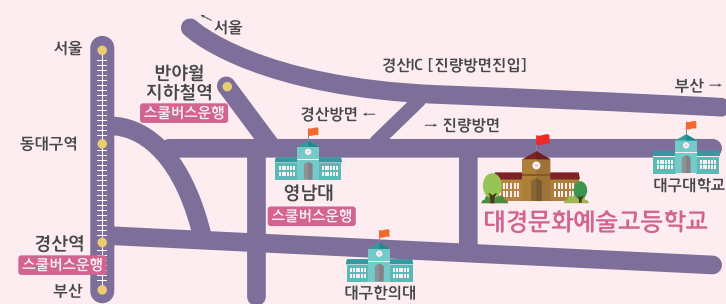 ← 서울
서울
반야월
지하철역
스쿨버스운행
경산IC [진량방면진입]
부산 →
경산방면 ←
→ 진량방면
동대구역
영남대
스쿨버스운행
대구대학교
대경문화예술고등학교
경산역
스쿨버스운행
부산
대구한의대